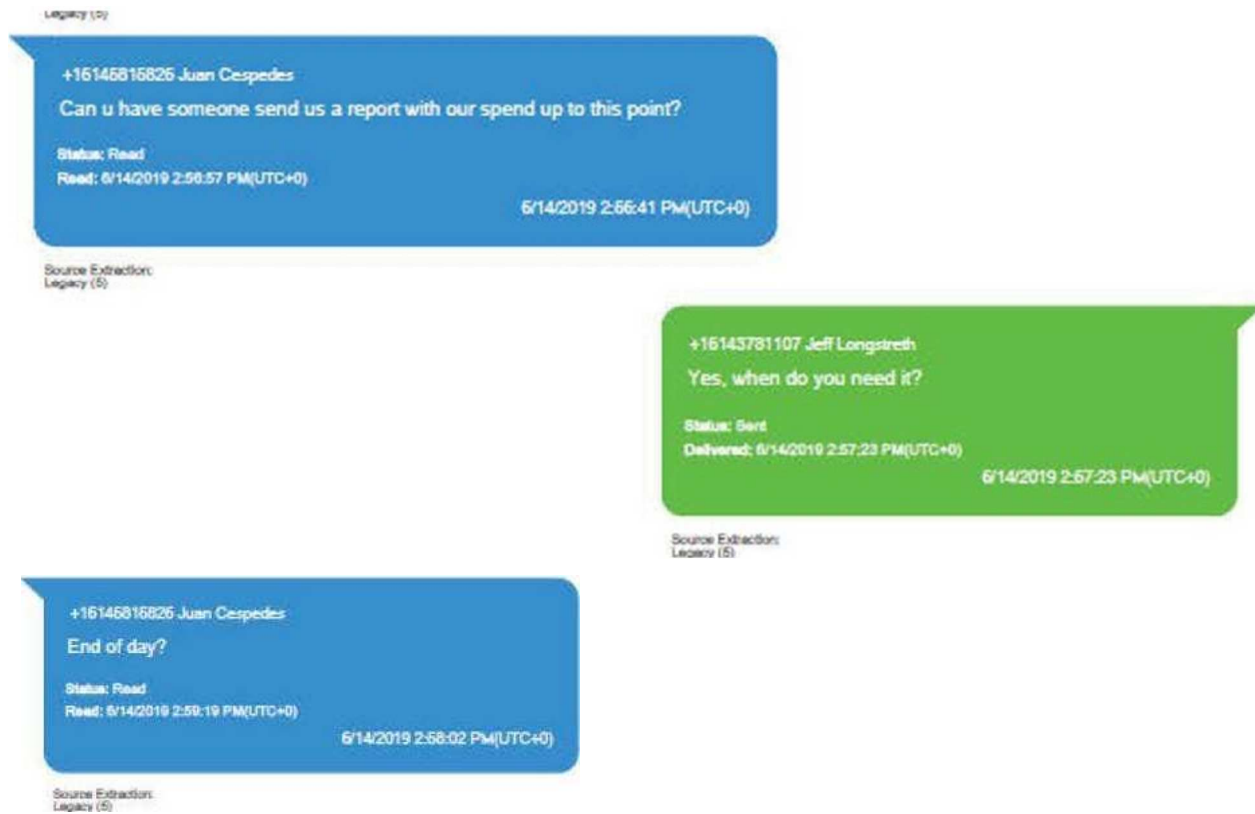 Legacy (5)
+16145816826 Juan Cespedes
Can u have someone send us a report with our spend up to this point?
Status: Read
Read: 6/14/2019 2:56:57 PM(UTC+0)
6/14/2019 2:56:41 PM(UTC+0)
Source Extraction:
Legacy (5)
+16143781107 Jeff Longstreth
Yes, when do you need it?
Status: Sent
Delivered: 6/14/2019 2:57:23 PM(UTC+0)
6/14/2019 2:57:23 PM(UTC+0)
Source Extraction:
Legacy (5)
+16145816826 Juan Cespedes
End of day?
Status: Read
Read: 6/14/2019 2:59:19 PM(UTC+0)
6/14/2019 2:58:02 PM(UTC+0)
Source Extraction:
Legacy (5)